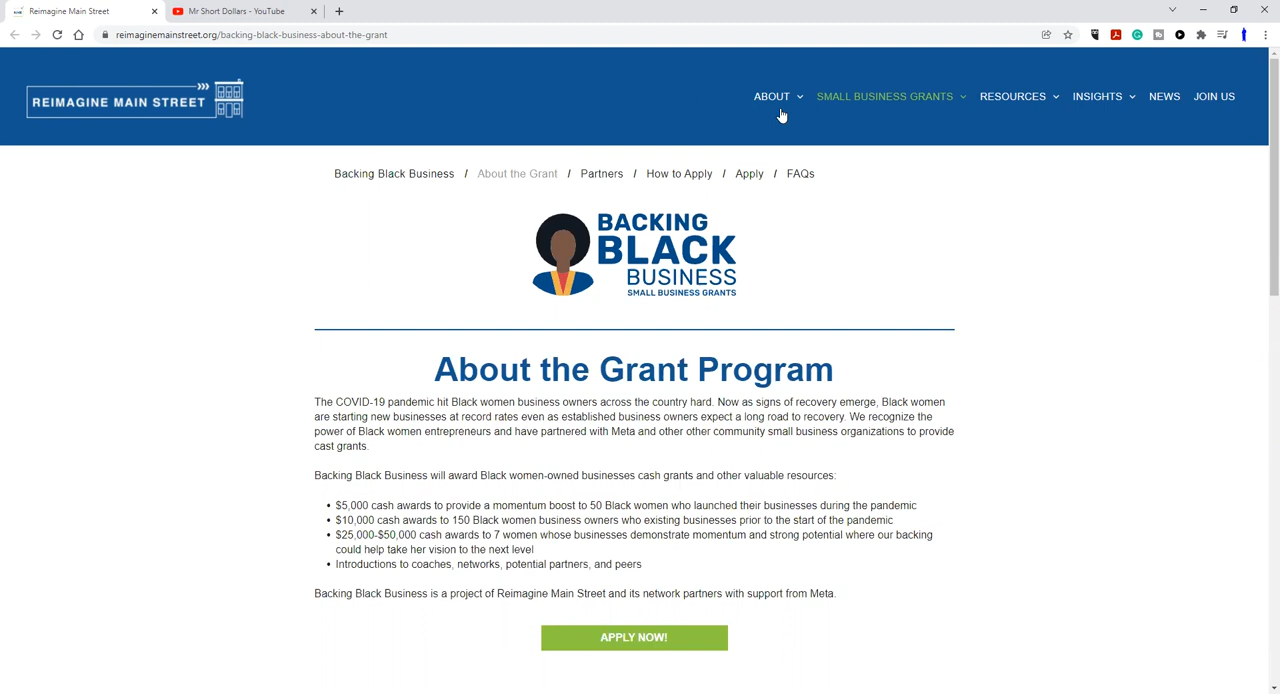 Reimagine Main Street
Mr Short Dollars - YouTube
reimaginemainstreet.org/backing-black-business-about-the-grant
REIMAGINE MAIN STREET
ABOUT
SMALL BUSINESS GRANTS
RESOURCES
INSIGHTS
NEWS
JOIN US
Backing Black Business / About the Grant / Partners / How to Apply / Apply / FAQs
BACKING
BLACK
BUSINESS
SMALL BUSINESS GRANTS
About the Grant Program
The COVID-19 pandemic hit Black women business owners across the country hard. Now as signs of recovery emerge, Black women
are starting new businesses at record rates even as established business owners expect a long road to recovery. We recognize the
power of Black women entrepreneurs and have partnered with Meta and other other community small business organizations to provide
cast grants.
Backing Black Business will award Black women-owned businesses cash grants and other valuable resources:
• $5,000 cash awards to provide a momentum boost to 50 Black women who launched their businesses during the pandemic
• $10,000 cash awards to 150 Black women business owners who existing businesses prior to the start of the pandemic
• $25,000-$50,000 cash awards to 7 women whose businesses demonstrate momentum and strong potential where our backing
could help take her vision to the next level
• Introductions to coaches, networks, potential partners, and peers
Backing Black Business is a project of Reimagine Main Street and its network partners with support from Meta.
APPLY NOW!